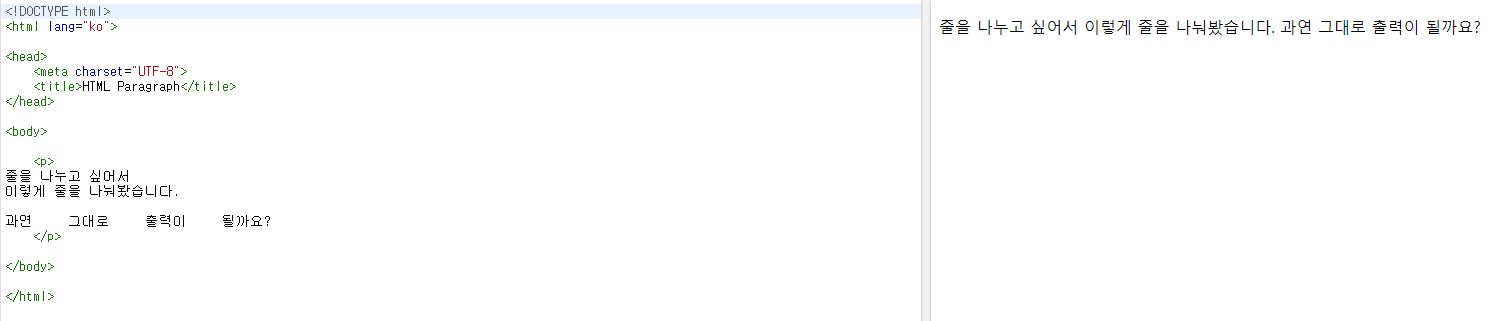 <!DOCTYPE html>
<html lang="ko">
<head>
<meta charset="UTF-8">
<title>HTML Paragraph</title>
</head>
<body>
<p>
줄을 나누고 싶어서
이렇게 줄을 나눠봤습니다.
과연 그대로 출력이 될까요?
</p>
</body>
</html>
줄을 나누고 싶어서 이렇게 줄을 나눠봤습니다. 과연 그대로 출력이 될까요?